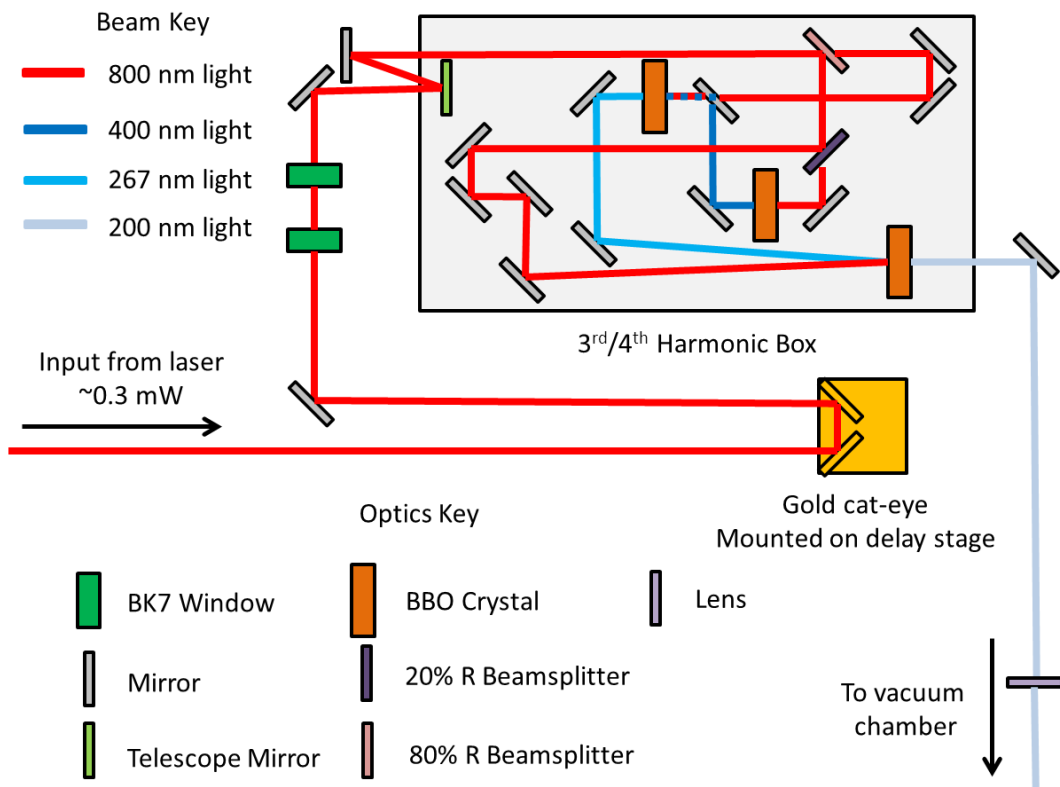 Beam Key
800 nm light
400 nm light
267 nm light
200 nm light
3rd/4th Harmonic Box
Input from laser
~0.3 mW
Gold cat-eye
Mounted on delay stage
Optics Key
BK7 Window
BBO Crystal
Lens
Mirror
20% R Beamsplitter
To vacuum
chamber
Telescope Mirror
80% R Beamsplitter